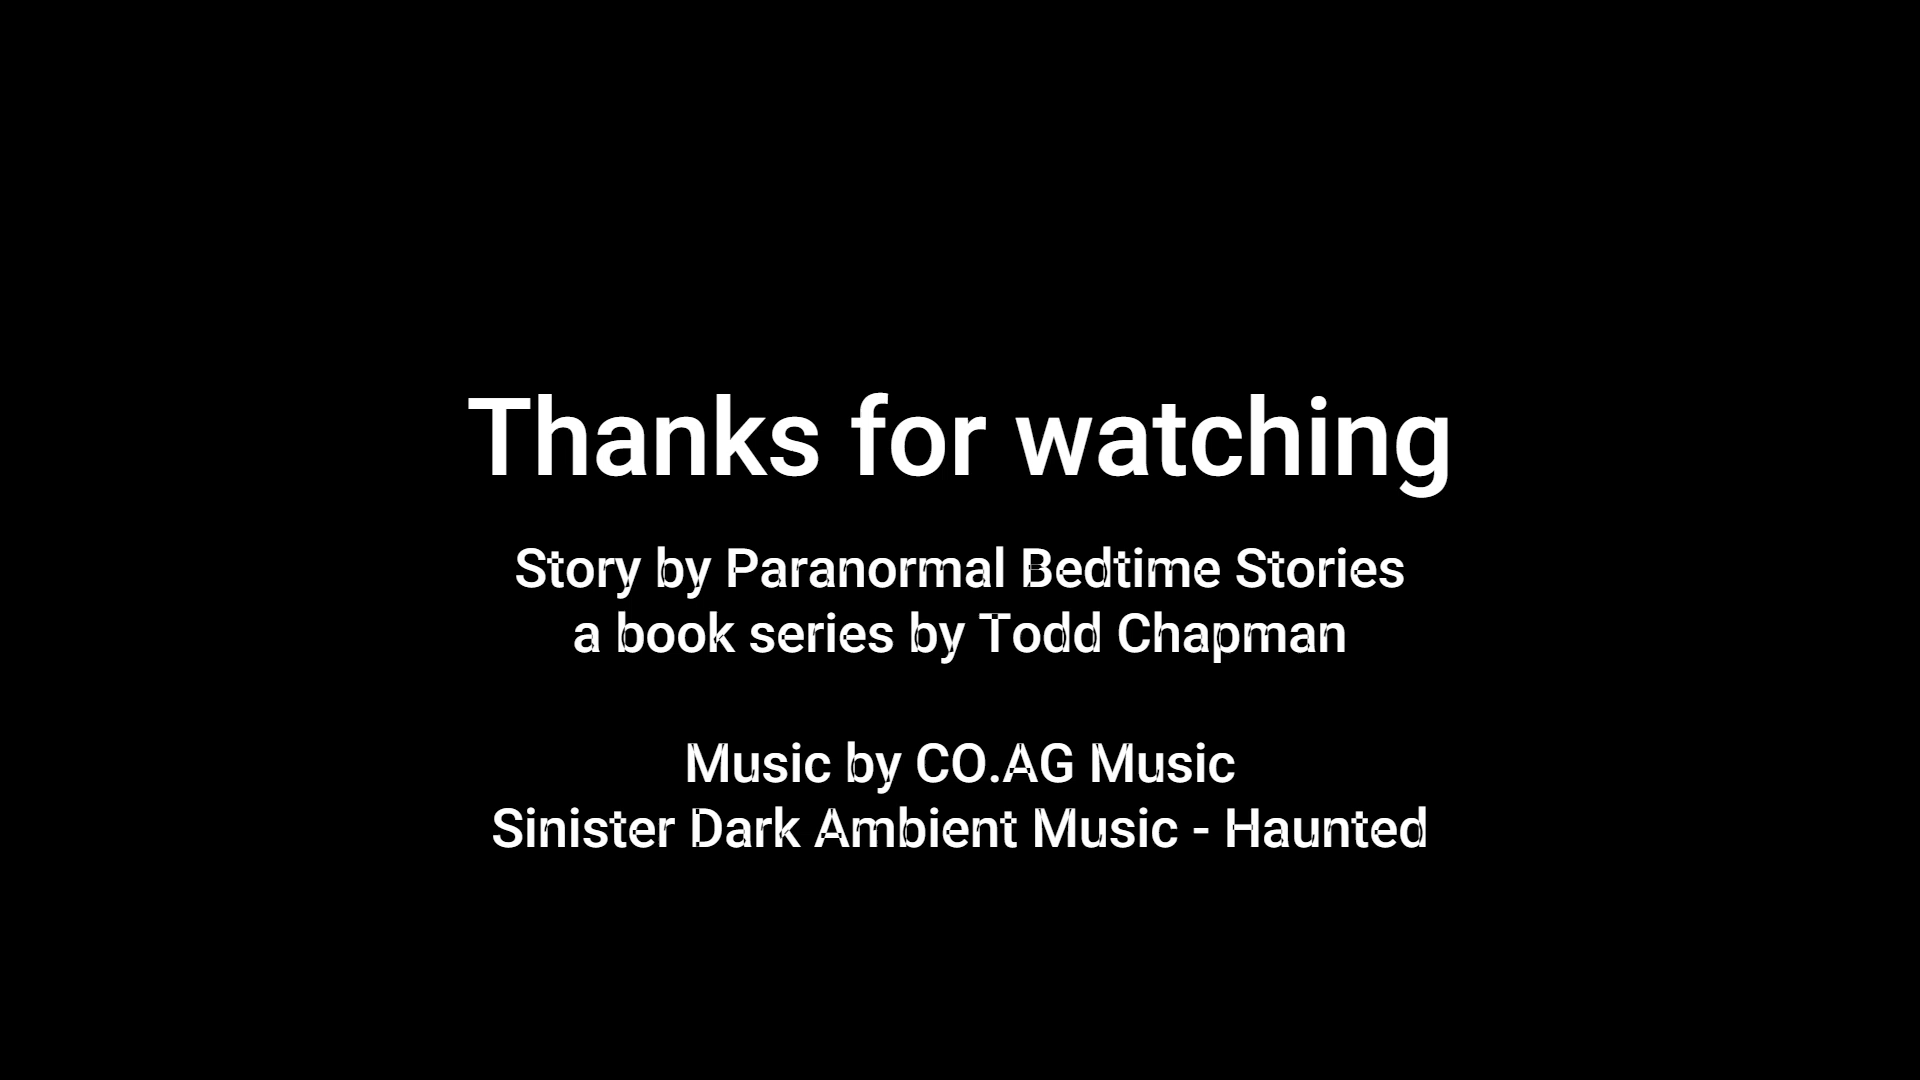 Thanks for watching
Story by Paranormal Bedtime Stories
a book series by Todd Chapman
Music by CO.AG Music
Sinister Dark Ambient Music - Haunted